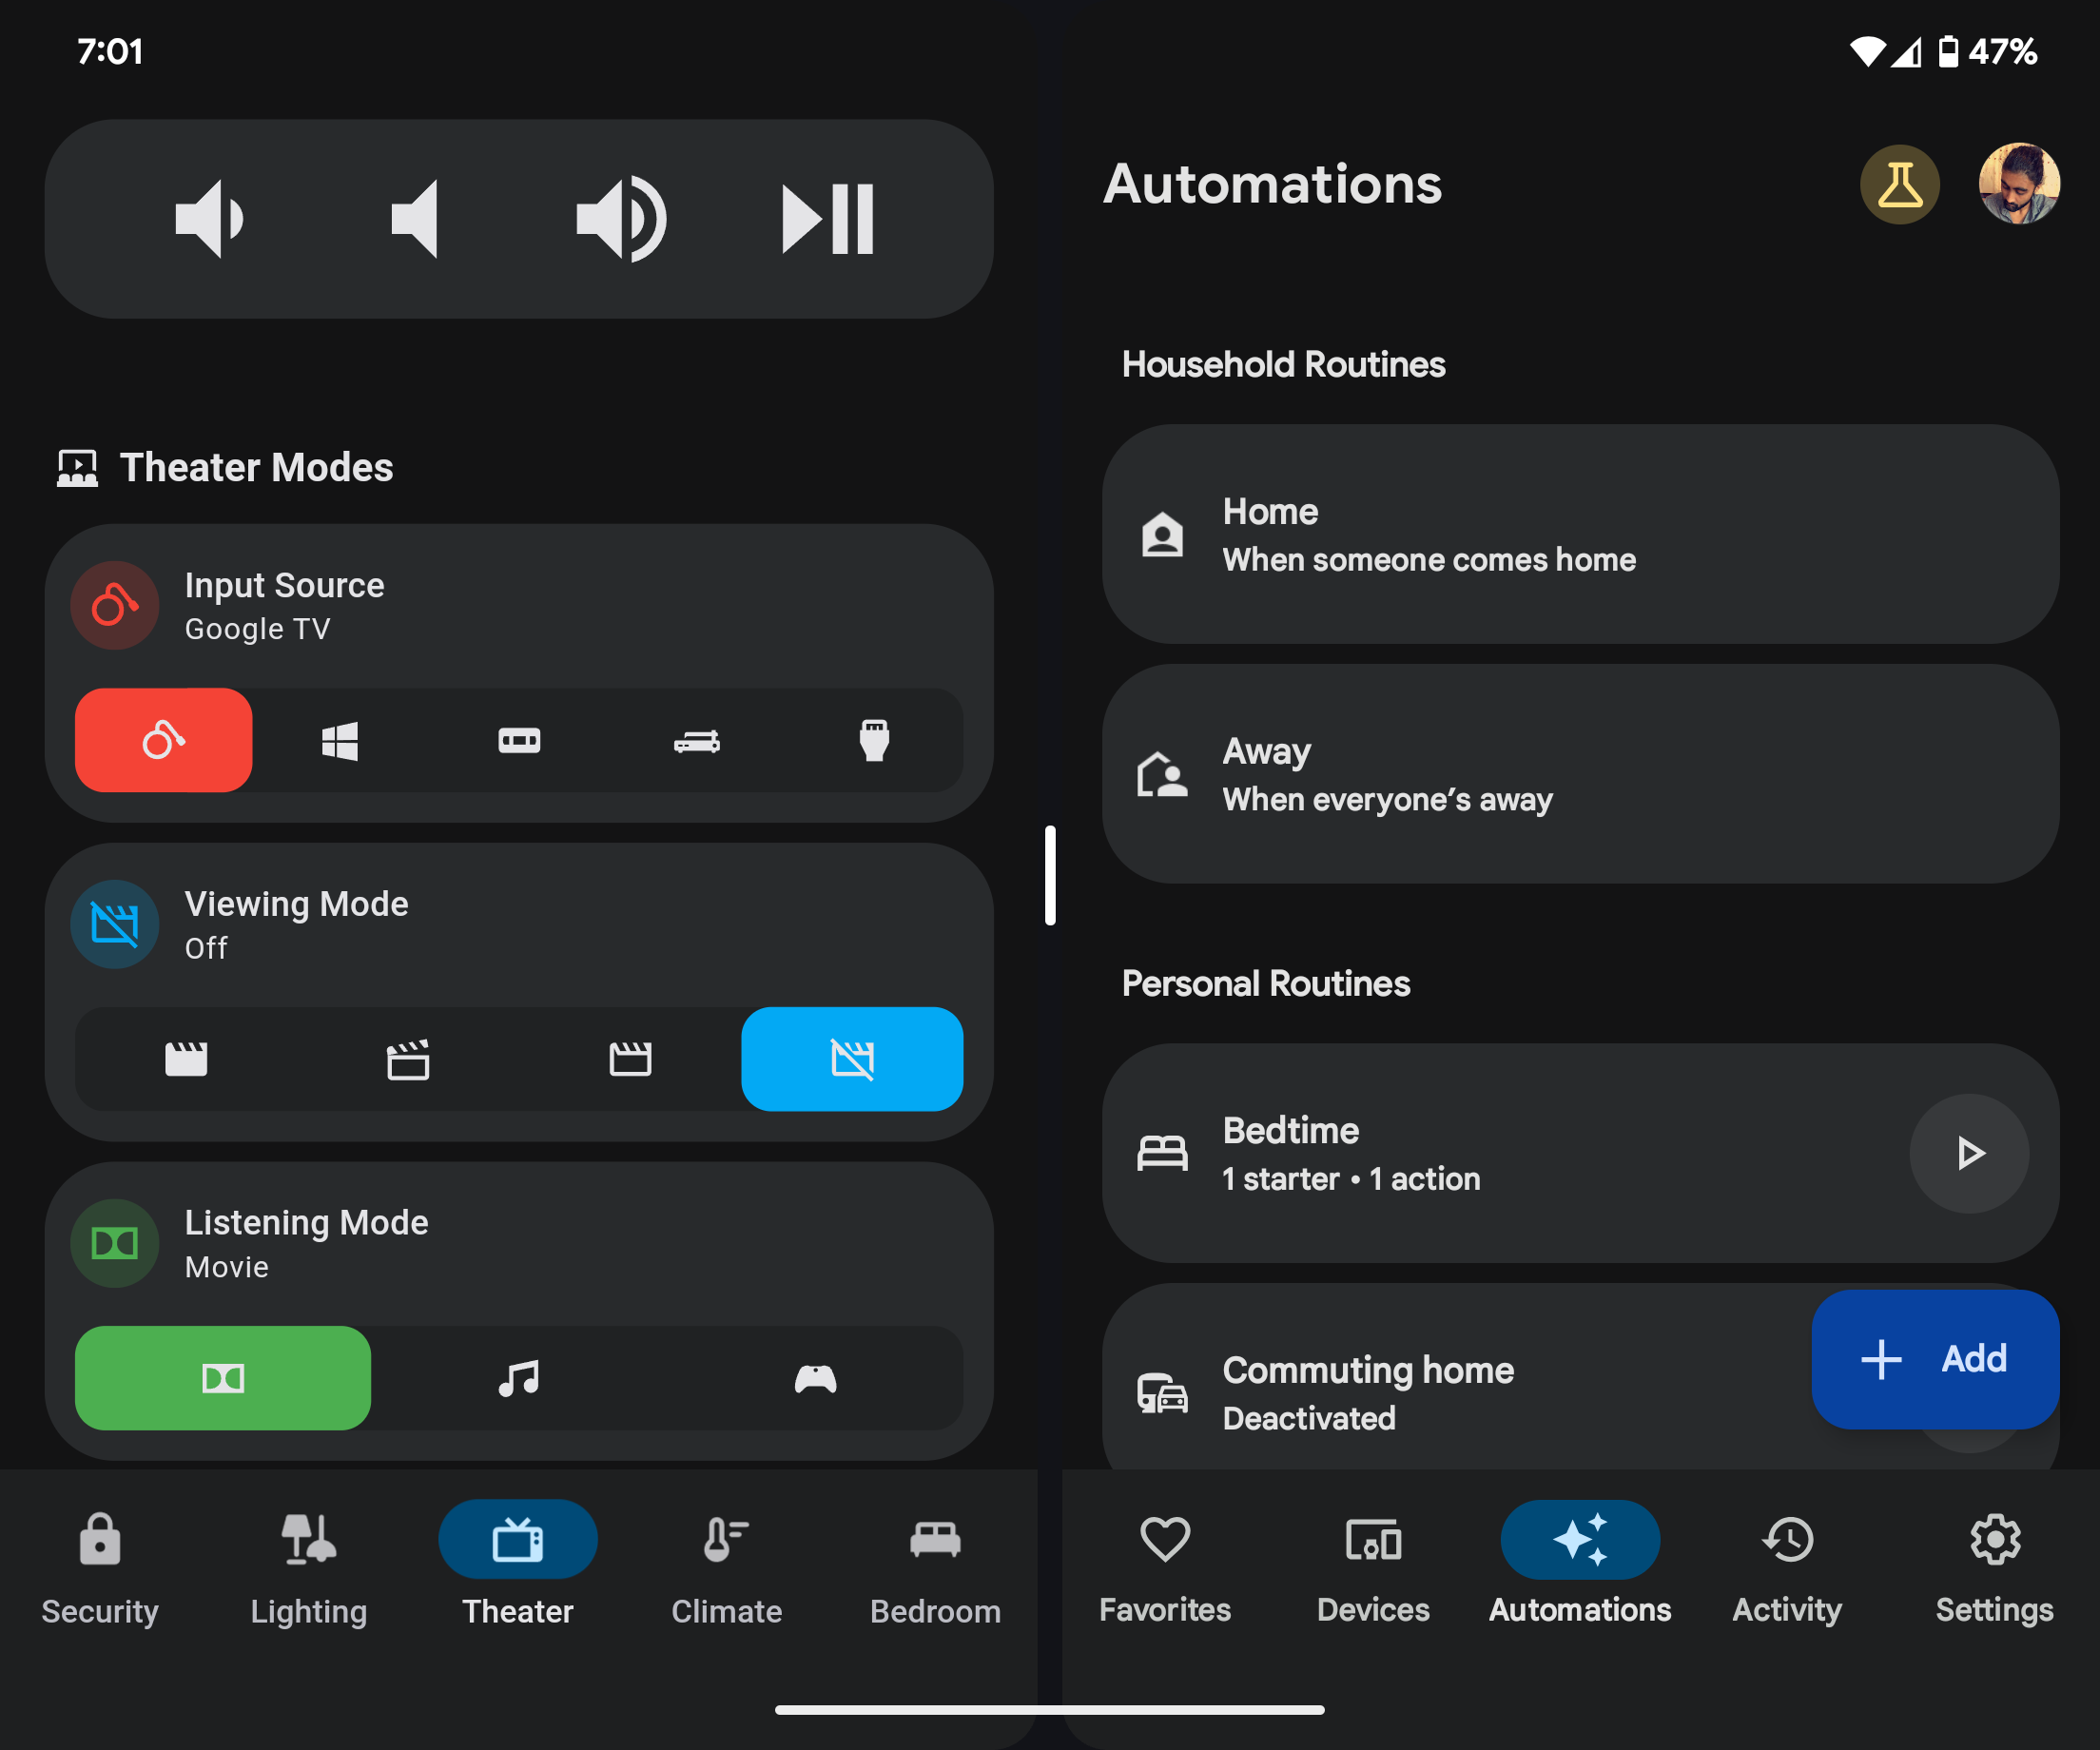 7:01
47%
Theater Modes
Input Source
Google TV
Viewing Mode
Off
Listening Mode
Movie
Security
Lighting
Theater
Climate
Bedroom
Automations
Household Routines
Home
When someone comes home
Away
When everyone's away
Personal Routines
Bedtime
1 starter • 1 action
Commuting home
Deactivated
Add
Favorites
Devices
Automations
Activity
Settings